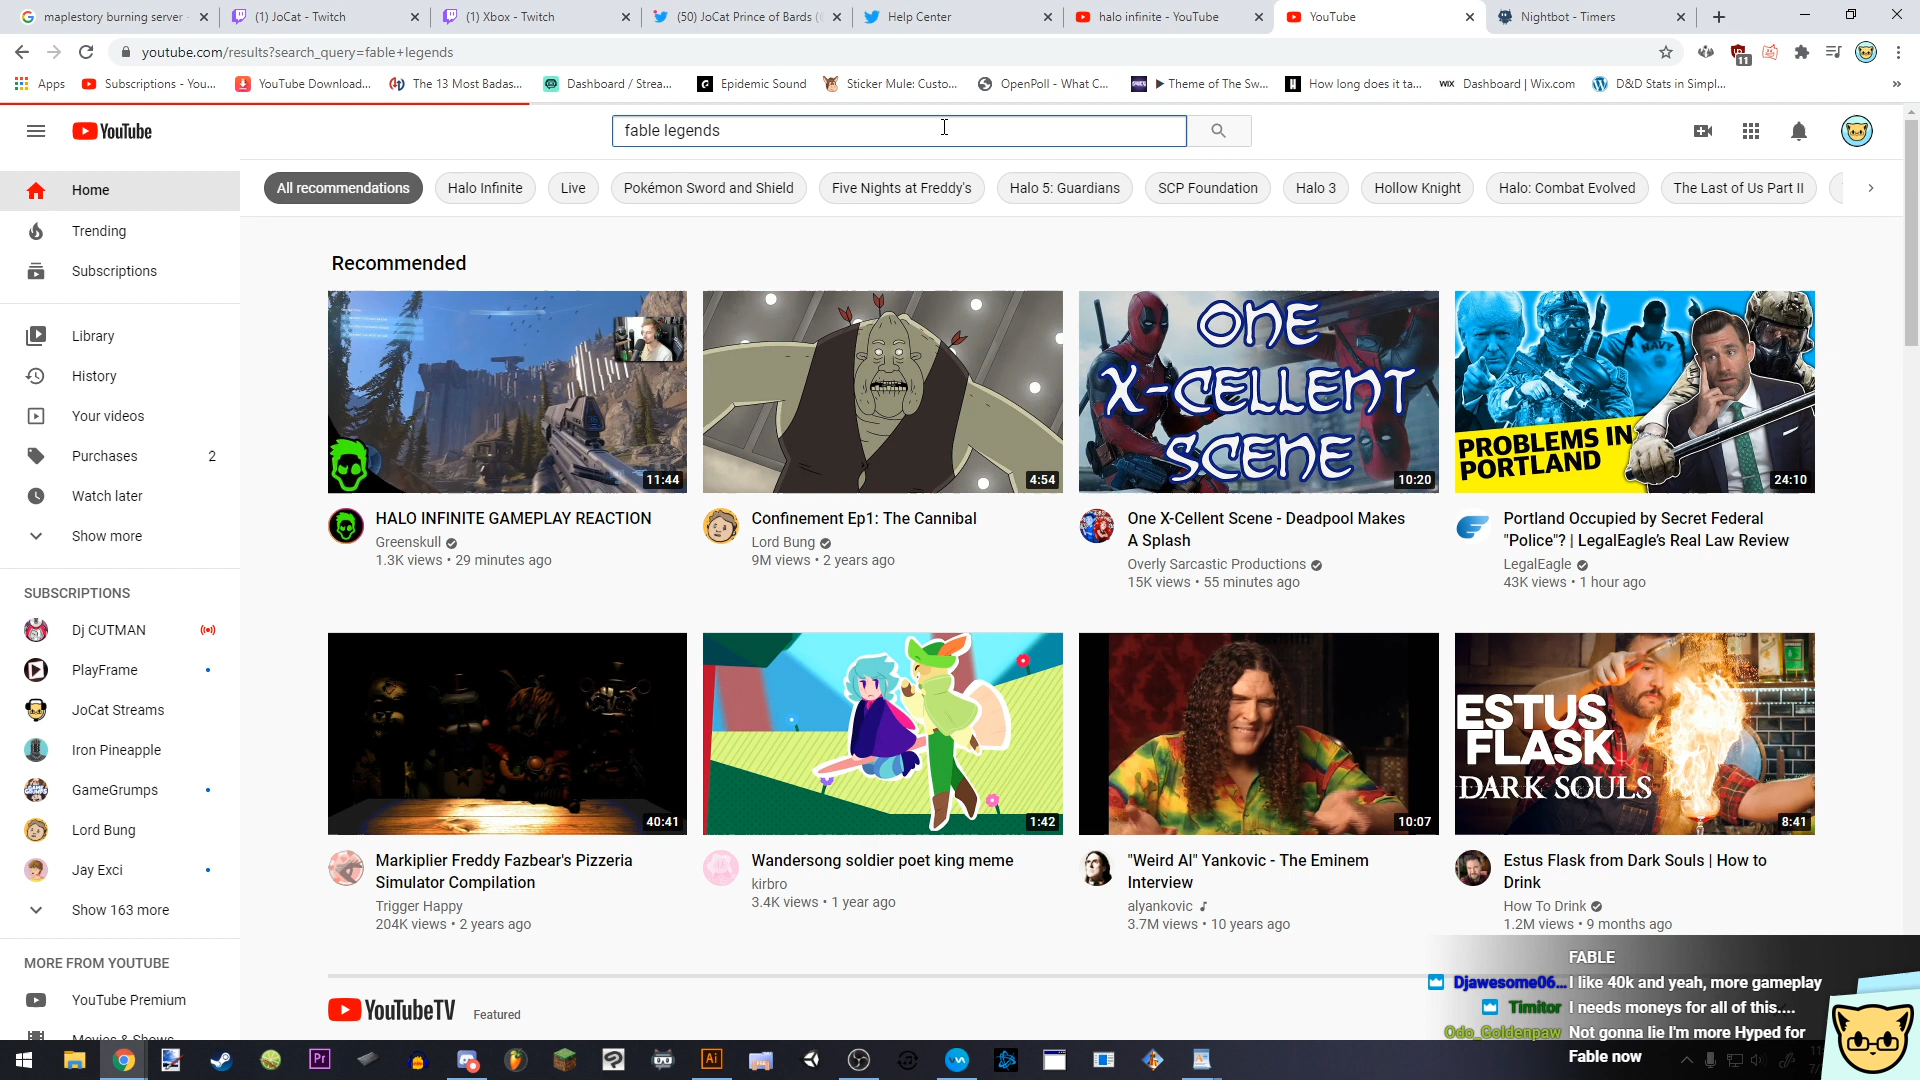 maplestory burning server
(1) JoCat - Twitch
(1) Xbox - Twitch
(50) JoCat Prince of Bards (
Help Center
halo infinite - YouTube
YouTube
Nightbot - Timers
youtube.com/results?search_query=fable+legends
11
Apps
Subscriptions - You...
YouTube Download...
The 13 Most Badas...
Dashboard / Strea...
Epidemic Sound
Sticker Mule: Custo...
OpenPoll - What C...
▶ Theme of The Sw...
How long does it ta...
WIX Dashboard | Wix.com
D&D Stats in Simpl...
»
YouTube
fable legends
Home
Trending
Subscriptions
Library
History
Your videos
Purchases 2
Watch later
Show more
SUBSCRIPTIONS
Dj CUTMAN
PlayFrame
JoCat Streams
Iron Pineapple
GameGrumps
Lord Bung
Jay Exci
Show 163 more
MORE FROM YOUTUBE
YouTube Premium
Movies & Shows
All recommendations
Halo Infinite
Live
Pokémon Sword and Shield
Five Nights at Freddy's
Halo 5: Guardians
SCP Foundation
Halo 3
Hollow Knight
Halo: Combat Evolved
The Last of Us Part II
Recommended
11:44
HALO INFINITE GAMEPLAY REACTION
Greenskull
1.3K views • 29 minutes ago
4:54
Confinement Ep1: The Cannibal
Lord Bung
9M views • 2 years ago
ONE
X-CELLENT
SCENE
10:20
One X-Cellent Scene - Deadpool Makes
A Splash
Overly Sarcastic Productions
15K views • 55 minutes ago
NAVY
PROBLEMS IN
PORTLAND
24:10
Portland Occupied by Secret Federal
"Police"? | LegalEagle's Real Law Review
LegalEagle
43K views • 1 hour ago
40:41
Markiplier Freddy Fazbear's Pizzeria
Simulator Compilation
Trigger Happy
204K views • 2 years ago
1:42
Wandersong soldier poet king meme
kirbro
3.4K views • 1 year ago
10:07
"Weird Al" Yankovic - The Eminem
Interview
alyankovic
3.7M views • 10 years ago
ESTUS
FLASK
DARK SOULS
8:41
Estus Flask from Dark Souls | How to
Drink
How To Drink
1.2M views • 9 months ago
YouTubeTV Featured
FABLE
Djawesome06... I like 40k and yeah, more gameplay
Timitor I needs moneys for all of this....
Odo_Goldenpaw Not gonna lie I'm more Hyped for
Fable now
Pr
Ai